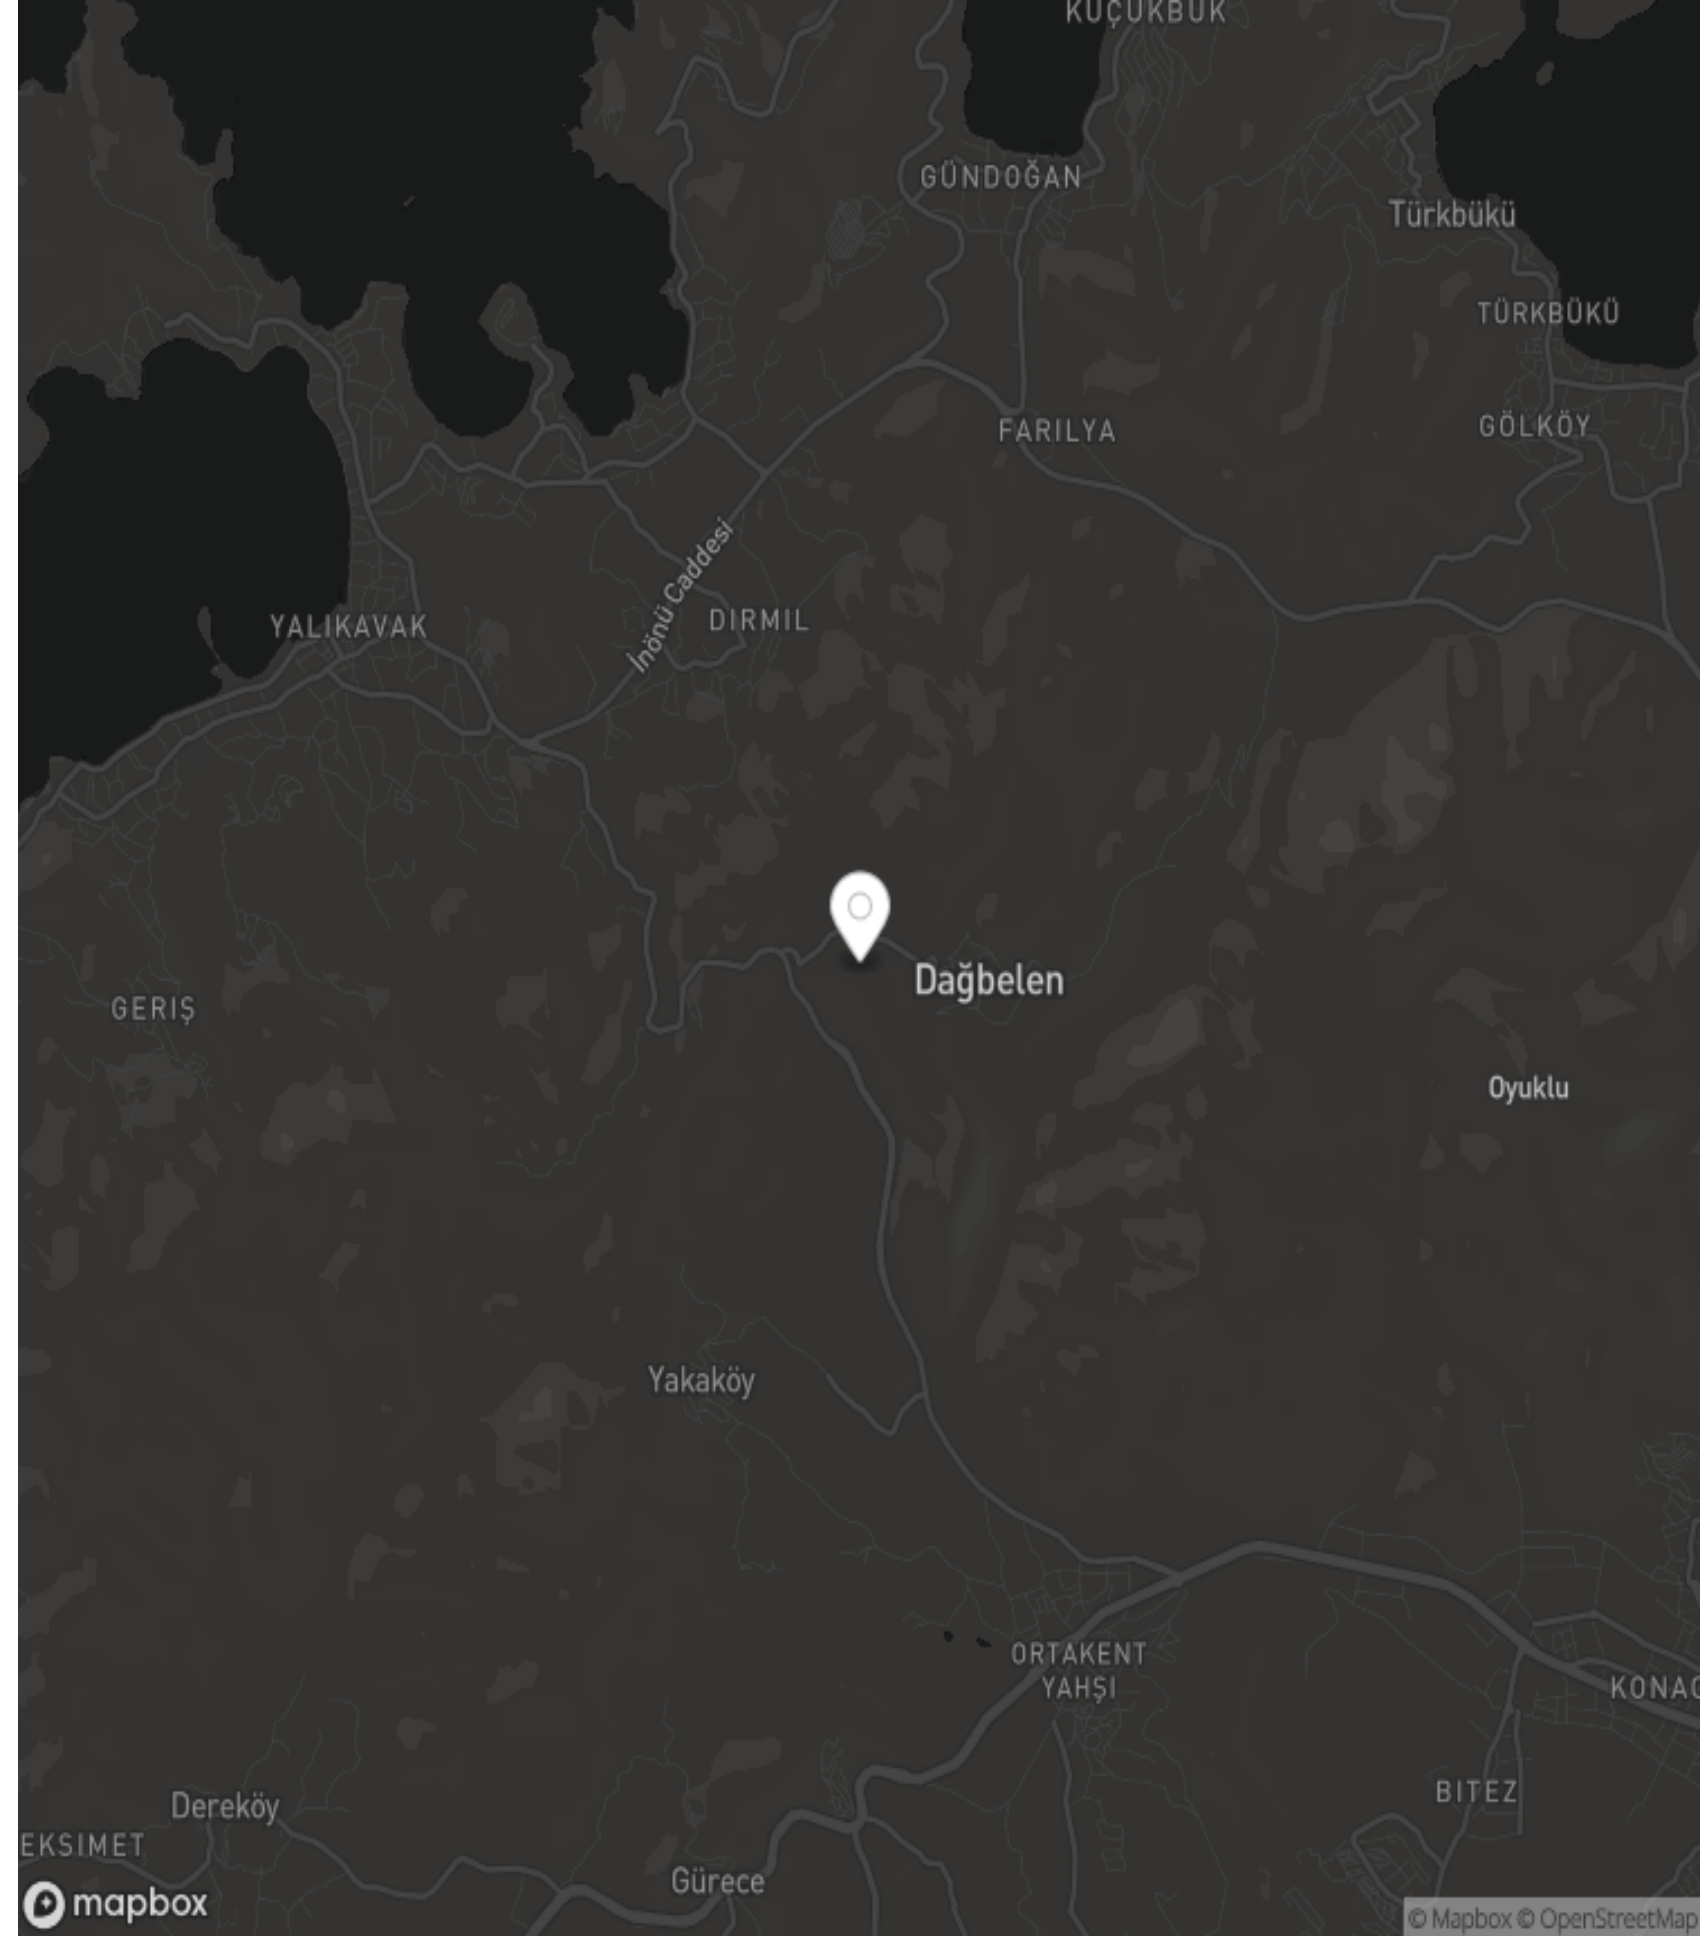 KÜÇÜKBÜK
GÜNDOĞAN
Türkbükü
TÜRKBÜKÜ
GÖLKÖY
FARILYA
İnönü Caddesi
DIRMIL
YALIKAVAK
Dağbelen
GERIŞ
Oyuklu
Yakaköy
ORTAKENT
YAHŞI
KONAC
BITEZ
Dereköy
EKSIMET
Gürece
mapbox
© Mapbox © OpenStreetMap